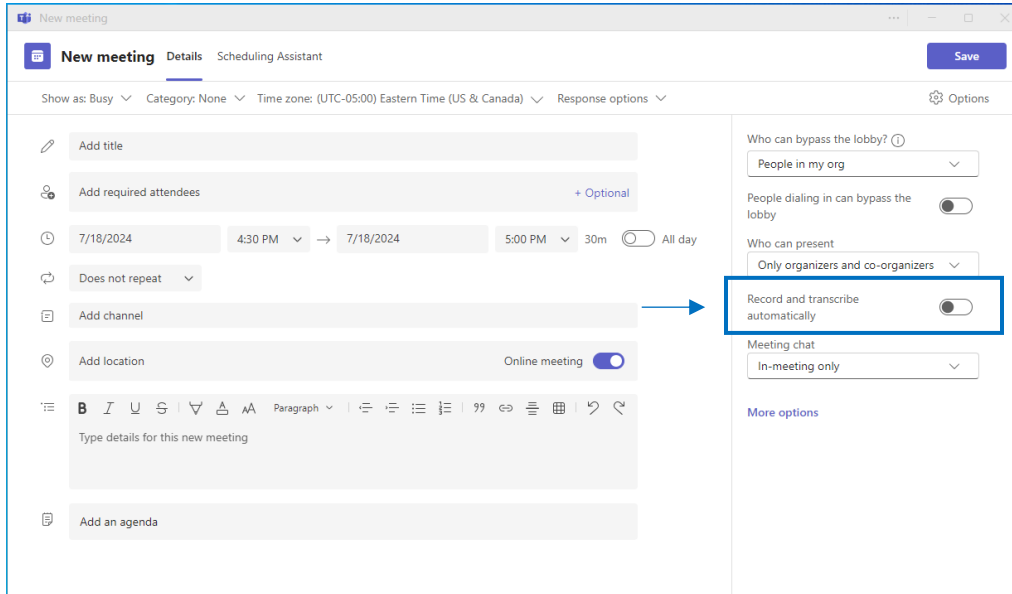 New meeting
New meeting Details Scheduling Assistant Save
Show as: Busy Category: None Time zone: (UTC-05:00) Eastern Time (US & Canada) Response options Options
Add title
Add required attendees + Optional
7/18/2024 4:30 PM → 7/18/2024 5:00 PM 30m All day
Does not repeat
Add channel
Add location Online meeting
B I U S AA Paragraph
Type details for this new meeting
Add an agenda
Who can bypass the lobby?
People in my org
People dialing in can bypass the
lobby
Who can present
Only organizers and co-organizers
Record and transcribe
automatically
Meeting chat
In-meeting only
More options